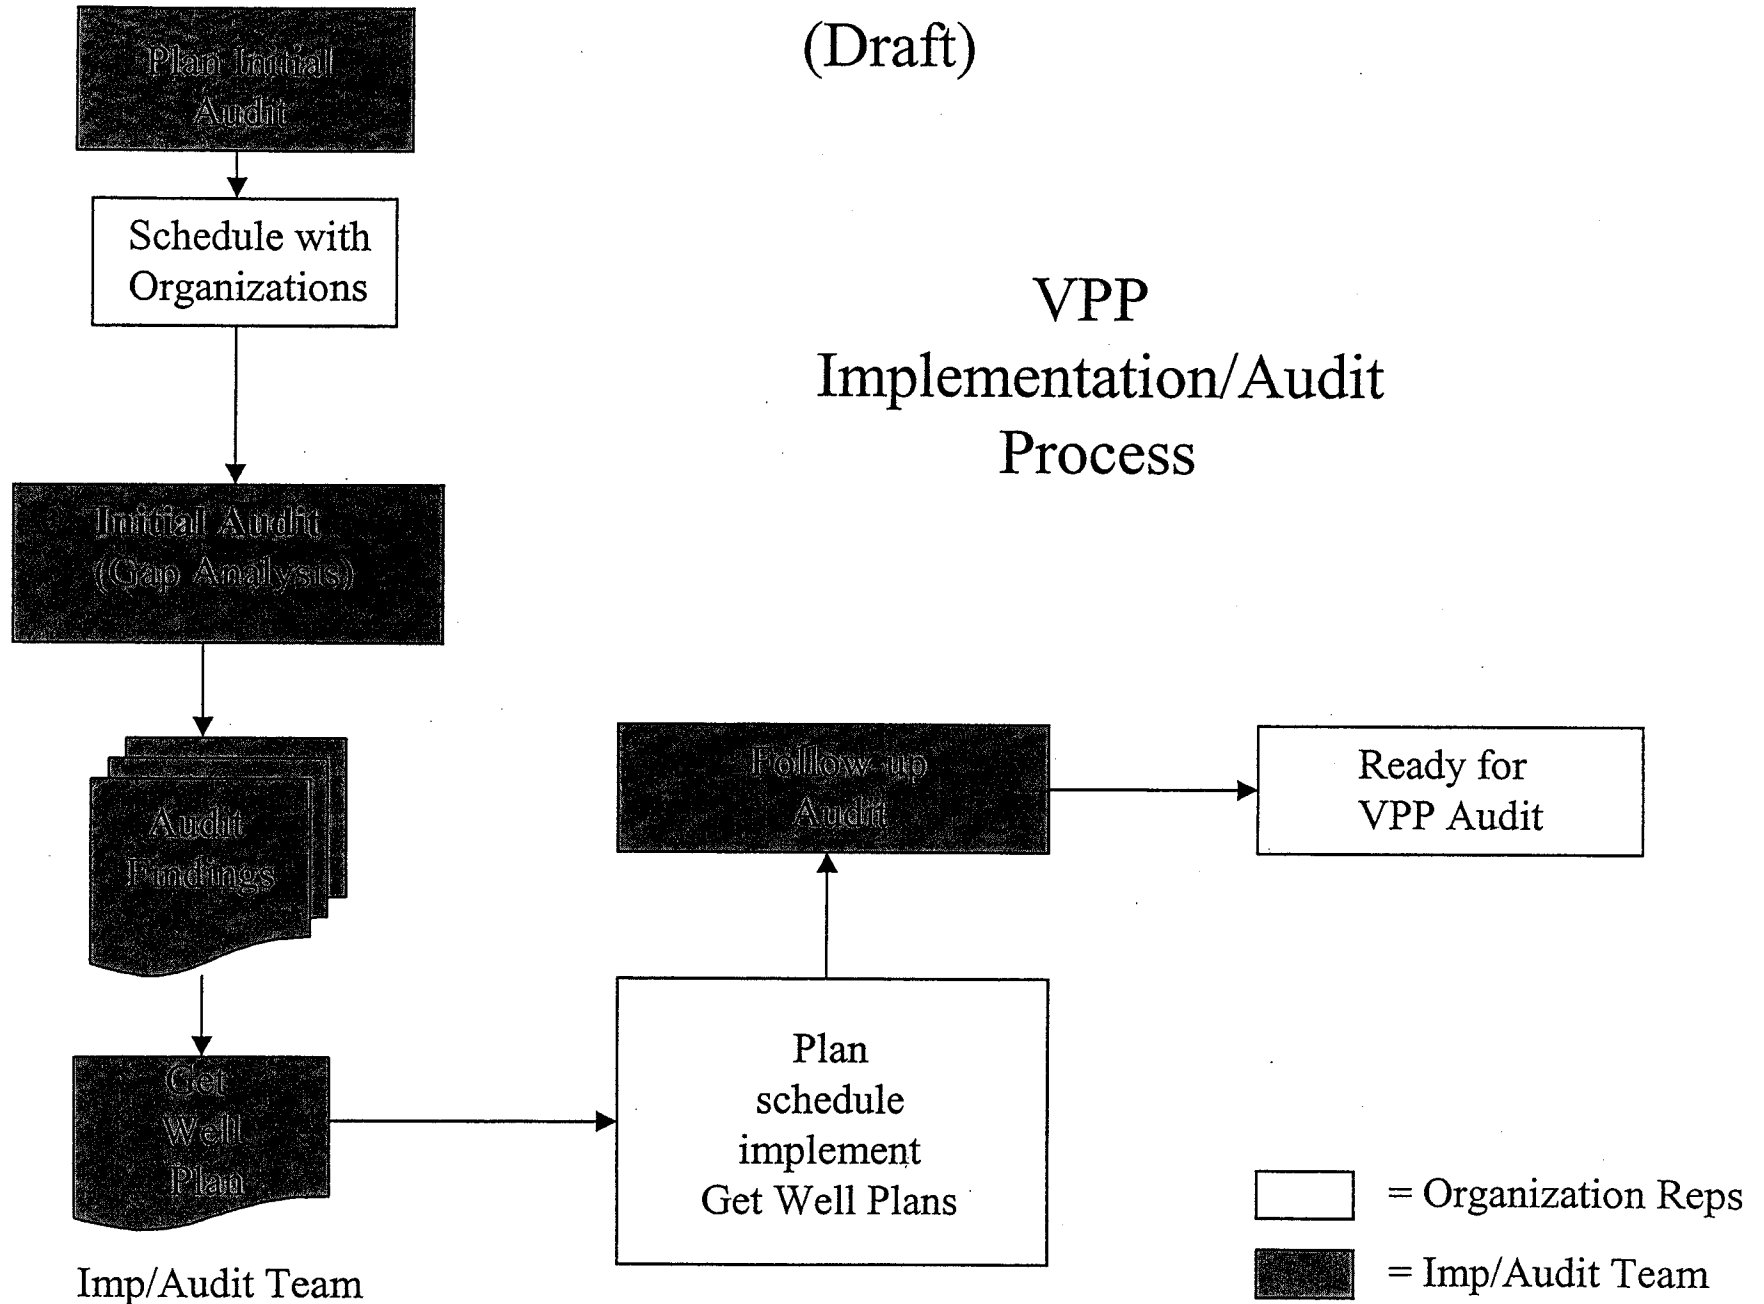 (Draft)
VPP
Implementation/Audit
Process
Plan Initial
Audit
Schedule with
Organizations
Initial Audit
(Gap Analysis)
Audit
Findings
Get
Well
Plan
Imp/Audit Team
Plan
schedule
implement
Get Well Plans
Follow-up
Audit
Ready for
VPP Audit
= Organization Reps
= Imp/Audit Team